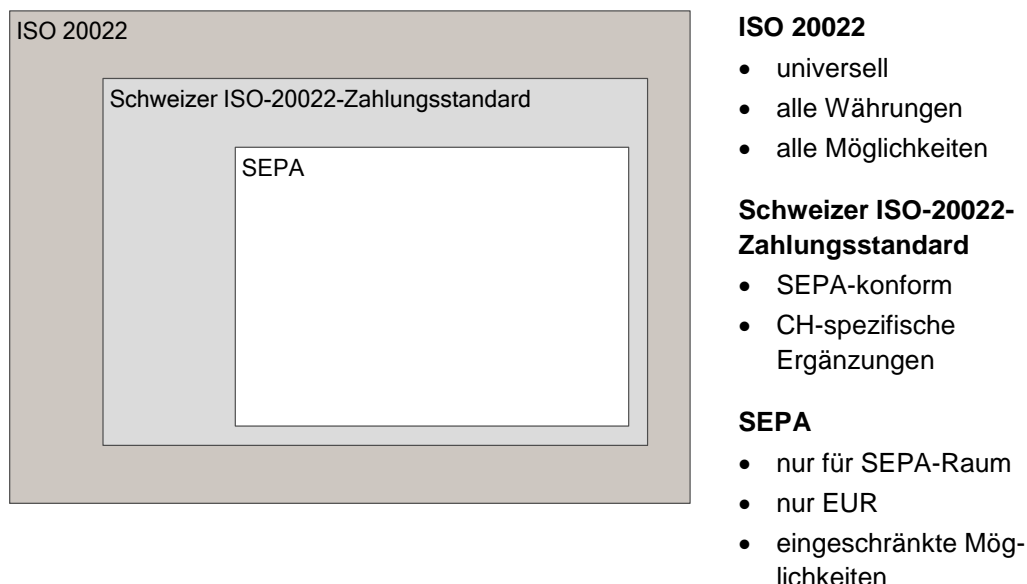 ISO 20022
Schweizer ISO-20022-Zahlungsstandard
SEPA
ISO 20022
• universell
• alle Währungen
• alle Möglichkeiten
Schweizer ISO-20022-
Zahlungsstandard
• SEPA-konform
• CH-spezifische
Ergänzungen
SEPA
• nur für SEPA-Raum
• nur EUR
• eingeschränkte Mög-
lichkeiten